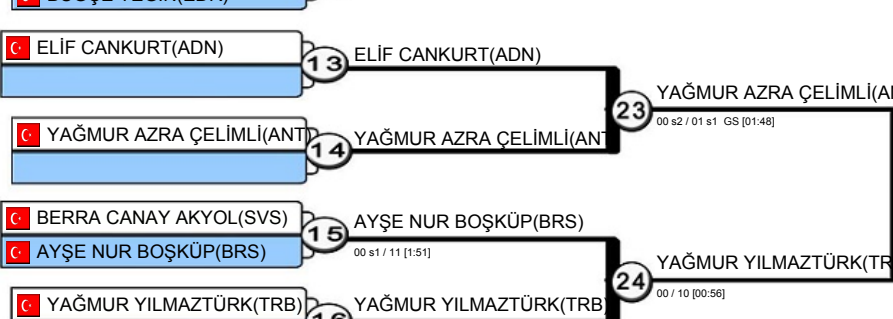 ELİF CANKURT(ADN)
13
ELİF CANKURT(ADN)
YAĞMUR AZRA ÇELİMLİ(ANT)
14
YAĞMUR AZRA ÇELİMLİ(ANT
23
YAĞMUR AZRA ÇELİMLİ(A
00 s2 / 01 s1 GS [01:48]
BERRA CANAY AKYOL(SVS)
AYŞE NUR BOŞKÜP(BRS)
15
AYŞE NUR BOŞKÜP(BRS)
00 s1 / 11 [1:51]
24
YAĞMUR YILMAZTÜRK(TR
00 / 10 [00:56]
YAĞMUR YILMAZTÜRK(TRB)
16
YAĞMUR YILMAZTÜRK(TRB)